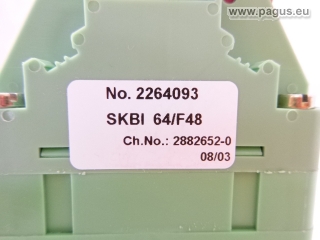 © www.pagus.eu
No. 2264093
SKBI 64/F48
Ch.No.: 2882652-0
08/03